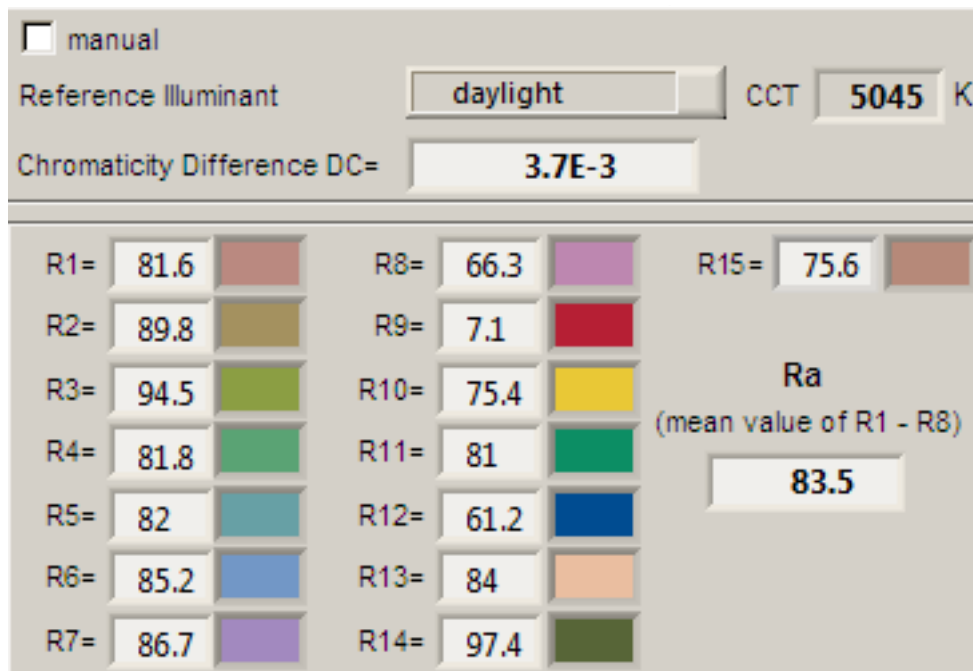 manual
Reference Illuminant daylight CCT 5045 K
Chromaticity Difference DC= 3.7E-3
R1= 81.6 R8= 66.3 R15= 75.6
R2= 89.8 R9= 7.1
R3= 94.5 R10= 75.4 Ra
(mean value of R1 - R8)
R4= 81.8 R11= 81
83.5
R5= 82 R12= 61.2
R6= 85.2 R13= 84
R7= 86.7 R14= 97.4